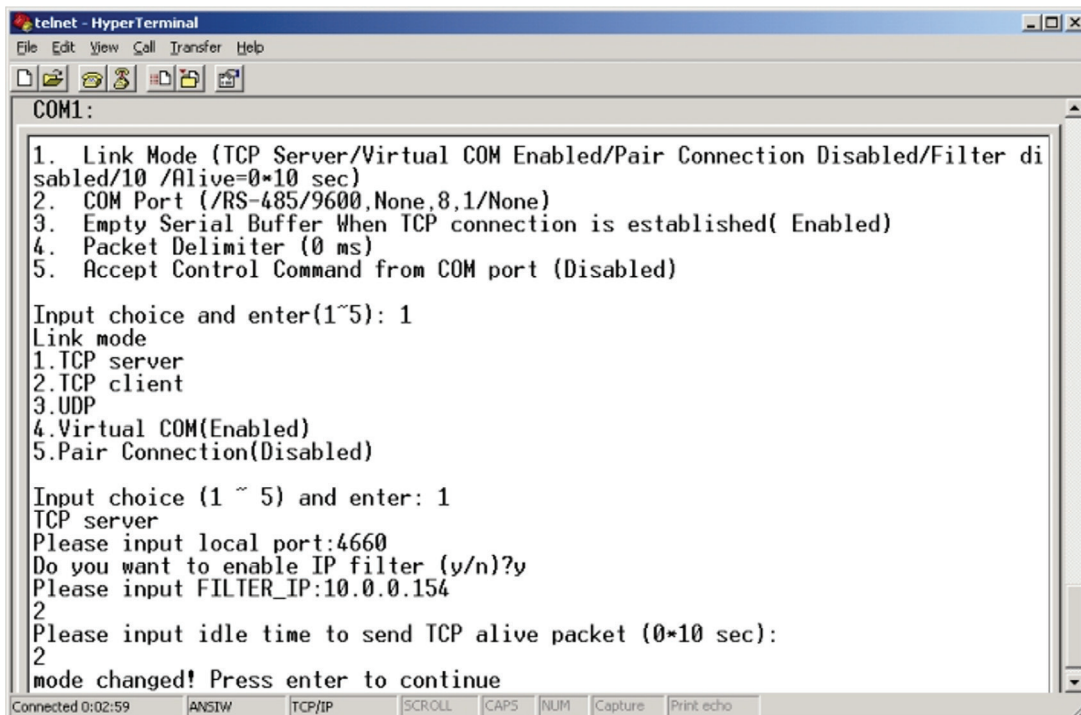 telnet - HyperTerminal
File Edit View Call Transfer Help
COM1:
1.  Link Mode (TCP Server/Virtual COM Enabled/Pair Connection Disabled/Filter di
sabled/10 /Alive=0*10 sec)
2.  COM Port (/RS-485/9600,None,8,1/None)
3.  Empty Serial Buffer When TCP connection is established( Enabled)
4.  Packet Delimiter (0 ms)
5.  Accept Control Command from COM port (Disabled)
Input choice and enter(1~5): 1
Link mode
1.TCP server
2.TCP client
3.UDP
4.Virtual COM(Enabled)
5.Pair Connection(Disabled)
Input choice (1 ~ 5) and enter: 1
TCP server
Please input local port:4660
Do you want to enable IP filter (y/n)?y
Please input FILTER_IP:10.0.0.154
2
Please input idle time to send TCP alive packet (0*10 sec):
2
mode changed! Press enter to continue
Connected 0:02:59 ANSIW TCP/IP SCROLL CAPS NUM Capture Print echo